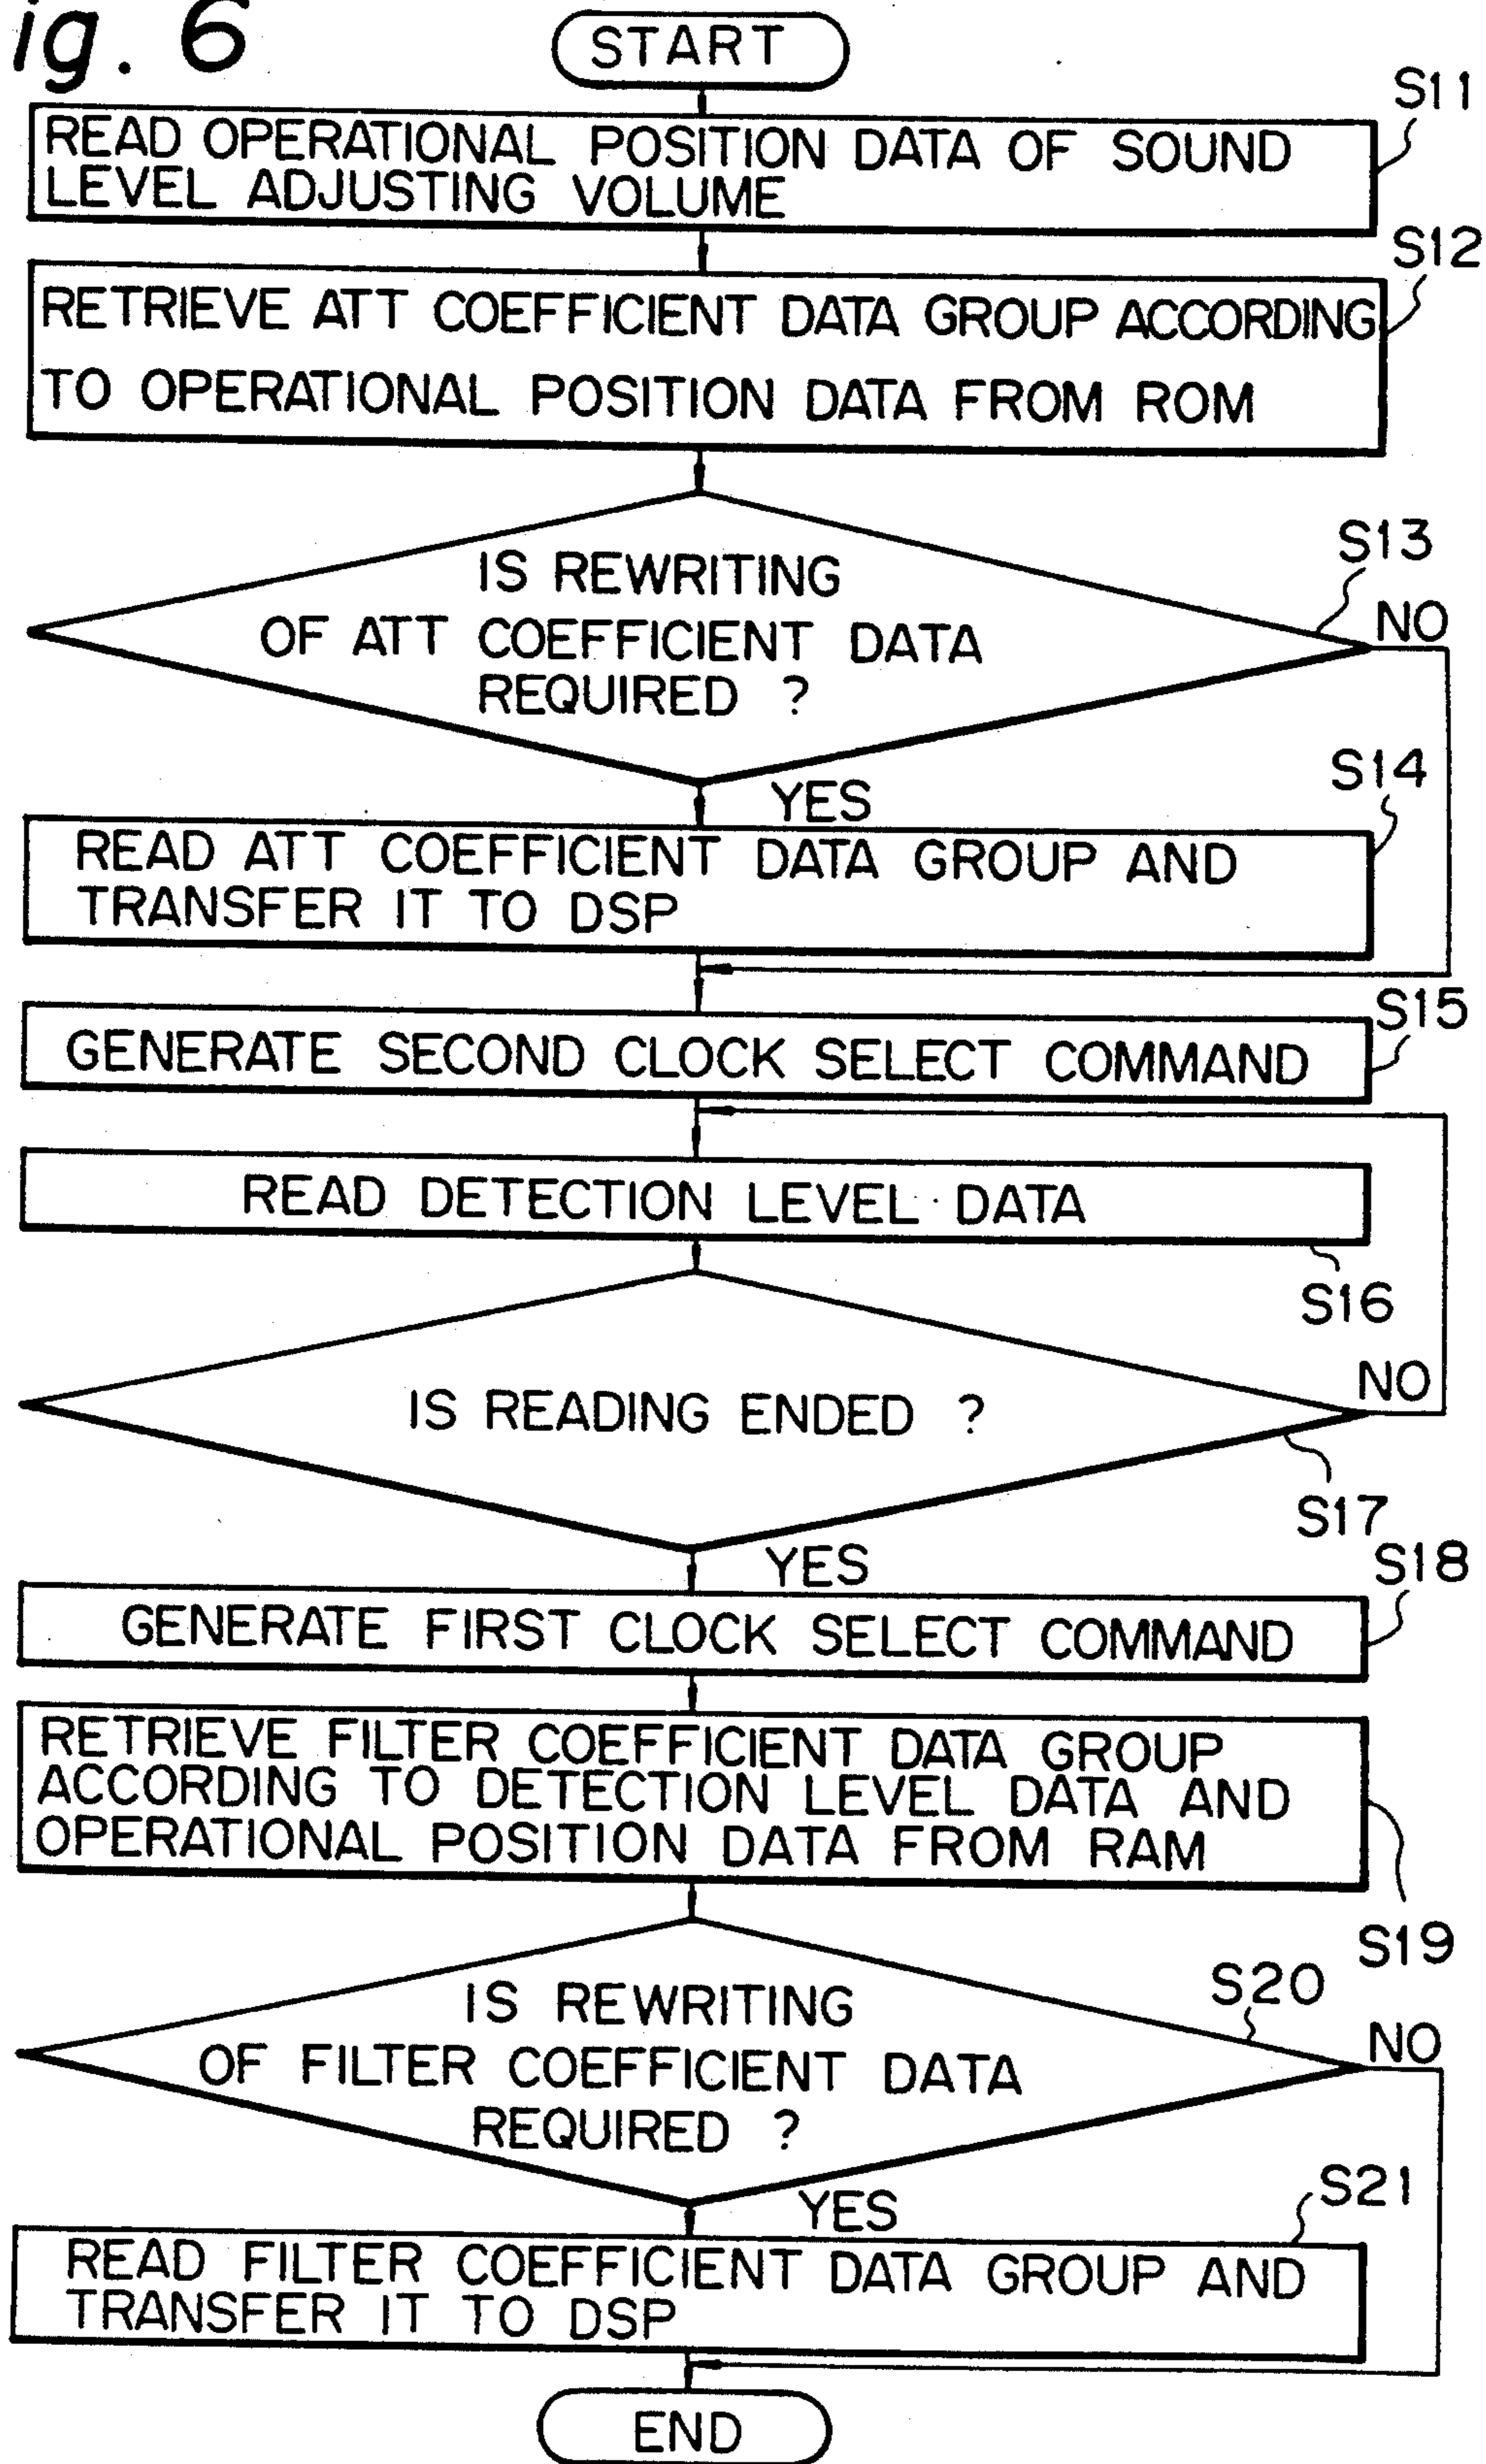 ig. 6
START
S11
READ OPERATIONAL POSITION DATA OF SOUND
LEVEL ADJUSTING VOLUME
S12
RETRIEVE ATT COEFFICIENT DATA GROUP ACCORDING
TO OPERATIONAL POSITION DATA FROM ROM
S13
IS REWRITING
OF ATT COEFFICIENT DATA
REQUIRED ?
NO
YES
S14
READ ATT COEFFICIENT DATA GROUP AND
TRANSFER IT TO DSP
S15
GENERATE SECOND CLOCK SELECT COMMAND
READ DETECTION LEVEL DATA
S16
IS READING ENDED ?
NO
S17
YES
S18
GENERATE FIRST CLOCK SELECT COMMAND
RETRIEVE FILTER COEFFICIENT DATA GROUP
ACCORDING TO DETECTION LEVEL DATA AND
OPERATIONAL POSITION DATA FROM RAM
S19
S20
IS REWRITING
OF FILTER COEFFICIENT DATA
REQUIRED ?
NO
YES
S21
READ FILTER COEFFICIENT DATA GROUP AND
TRANSFER IT TO DSP
END